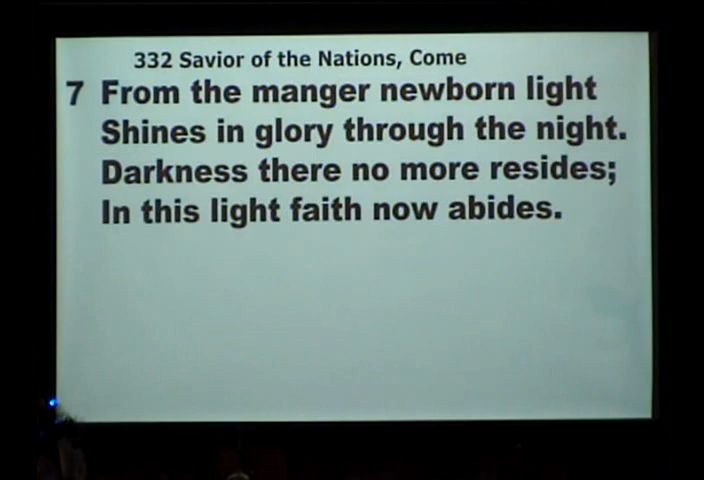 332 Savior of the Nations, Come
7 From the manger newborn light
Shines in glory through the night.
Darkness there no more resides;
In this light faith now abides.